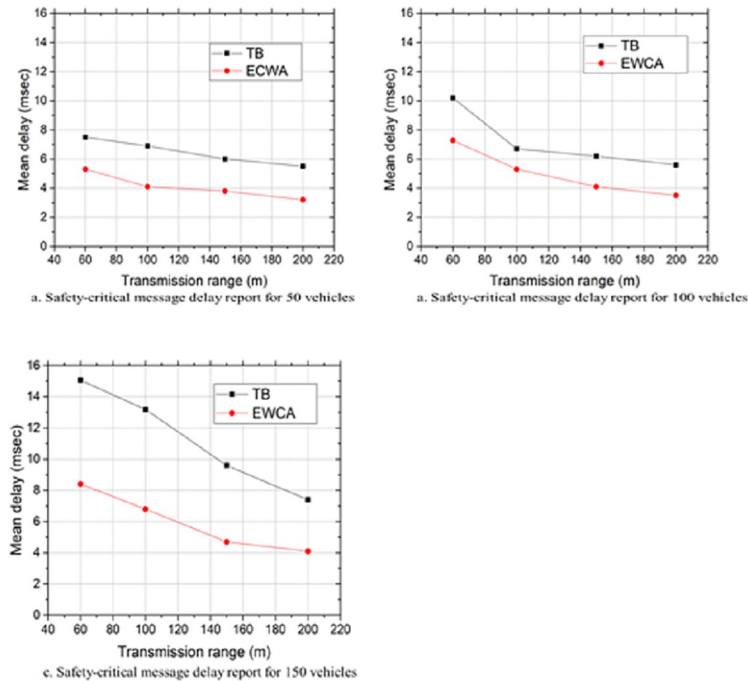 16
14
12
10
8
6
4
2
0
Mean delay (msec)
TB
ECWA
40 60 80 100 120 140 160 180 200 220
Transmission range (m)
a. Safety-critical message delay report for 50 vehicles
16
14
12
10
8
6
4
2
0
Mean delay (msec)
TB
EWCA
40 60 80 100 120 140 160 180 200 220
Transmission range (m)
a. Safety-critical message delay report for 100 vehicles
16
14
12
10
8
6
4
2
0
Mean delay (msec)
TB
EWCA
40 60 80 100 120 140 160 180 200 220
Transmission range (m)
c. Safety-critical message delay report for 150 vehicles